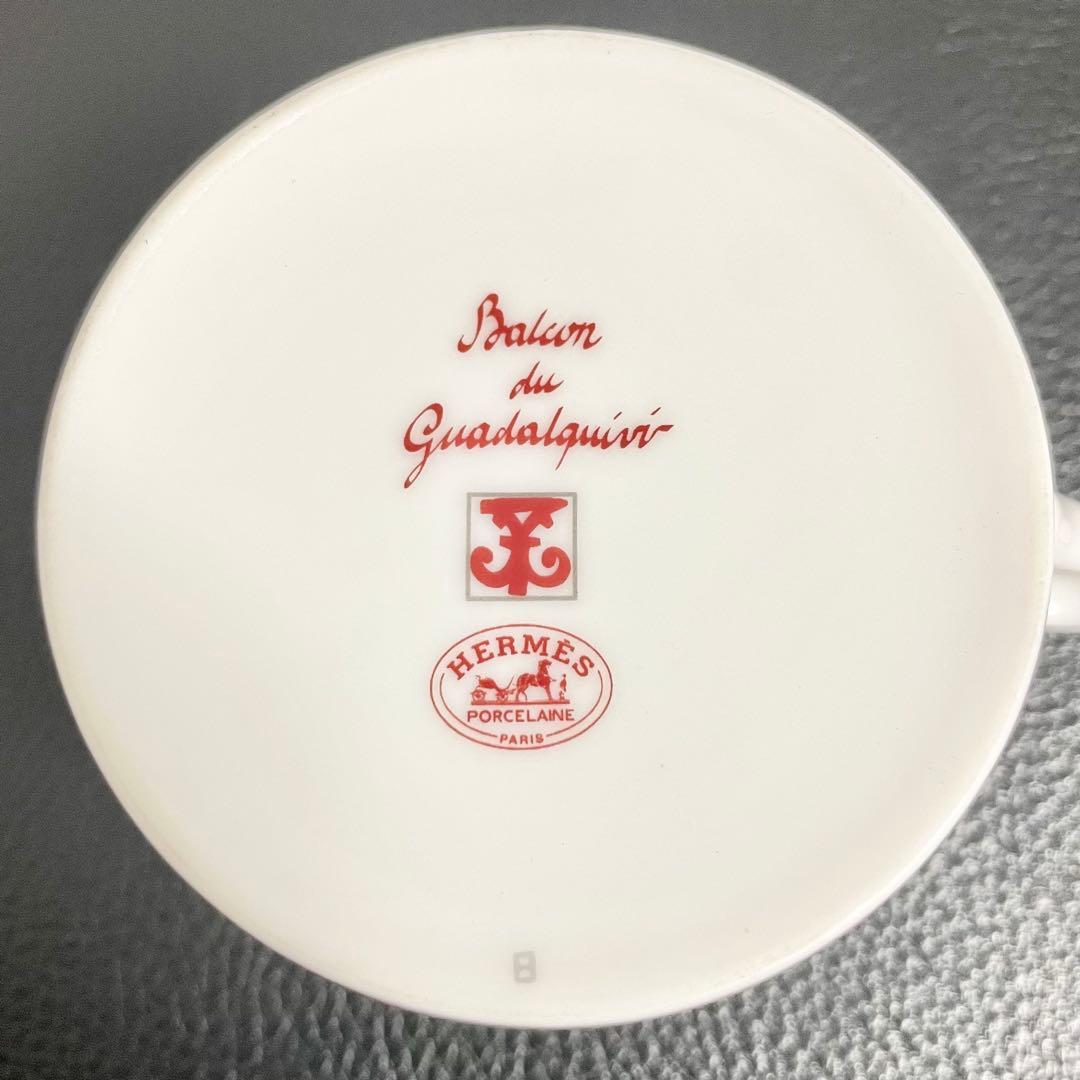 Balcon
du
Guadalquivir
HERMÈS
PORCELAINE
PARIS
B